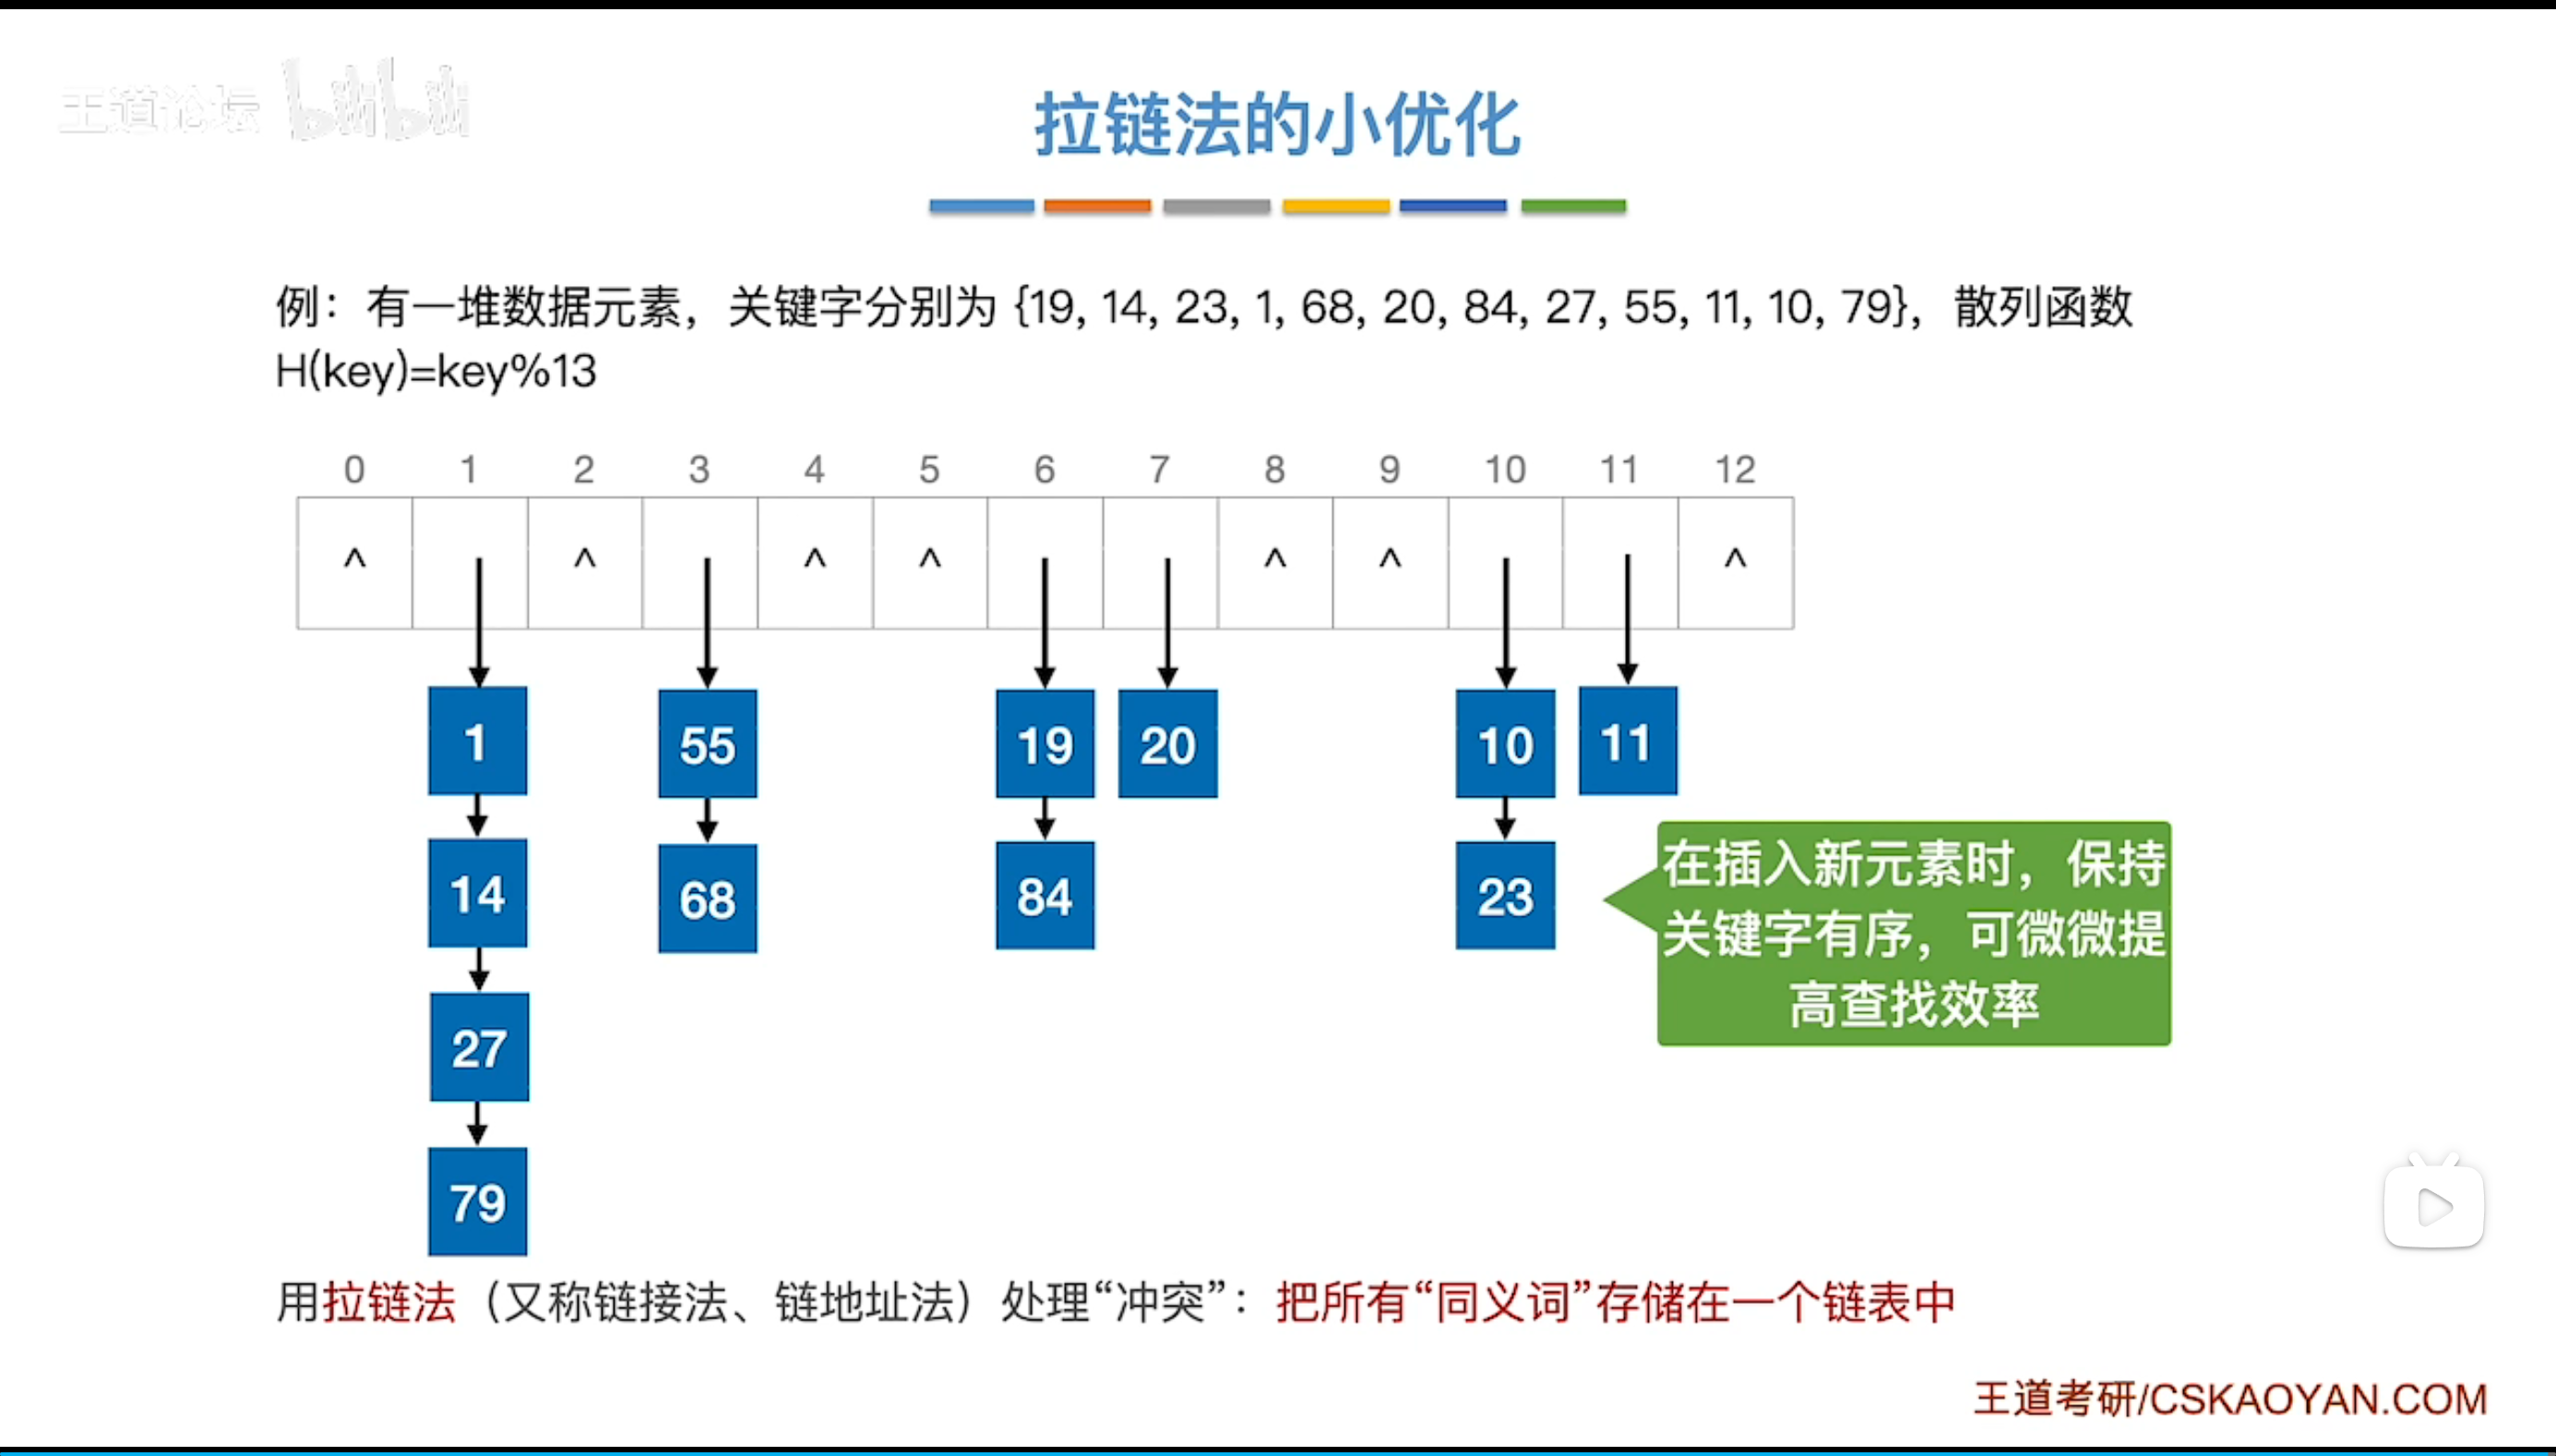 王道论坛 bilibili
拉链法的小优化
例：有一堆数据元素，关键字分别为 {19, 14, 23, 1, 68, 20, 84, 27, 55, 11, 10, 79}，散列函数
H(key)=key%13
0 1 2 3 4 5 6 7 8 9 10 11 12
^ ^ ^ ^ ^ ^ ^
1 55 19 20 10 11
14 68 84 23
27
79
在插入新元素时，保持
关键字有序，可微微提
高查找效率
用拉链法（又称链接法、链地址法）处理“冲突”：把所有“同义词”存储在一个链表中
王道考研/CSKAOYAN.COM